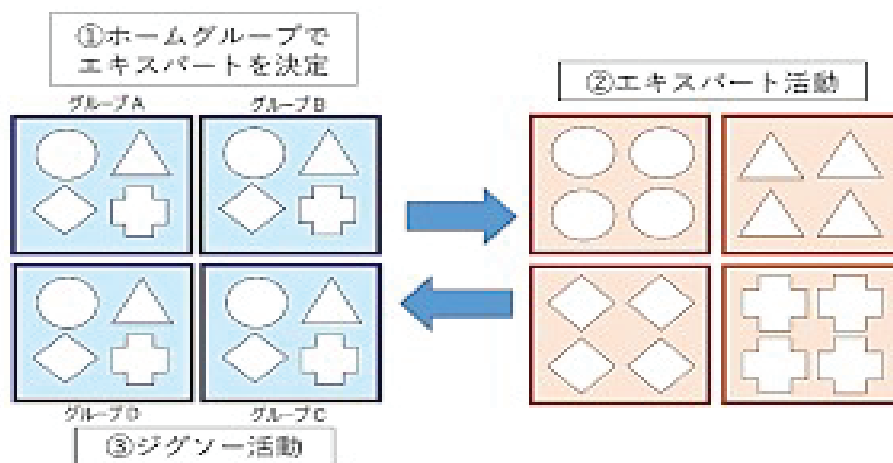 ①ホームグループで
エキスパートを決定
②エキスパート活動
グループA
グループB
グループD
グループC
③ジグソー活動